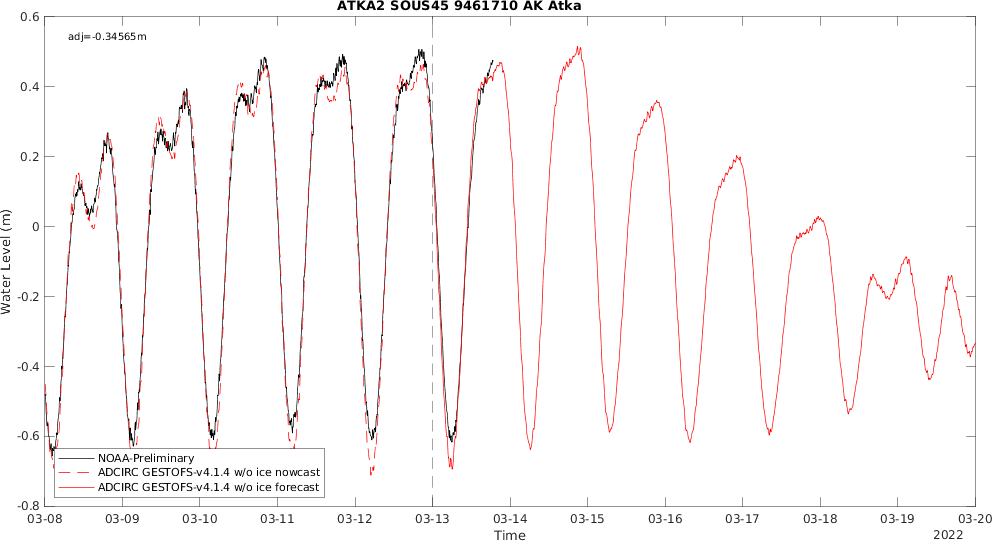 ATKA2 SOUS45 9461710 AK Atka
adj=-0.34565m
0.6
0.4
0.2
0
-0.2
-0.4
-0.6
-0.8
Water Level (m)
NOAA-Preliminary
ADCIRC GESTOFS-v4.1.4 w/o ice nowcast
ADCIRC GESTOFS-v4.1.4 w/o ice forecast
03-08 03-09 03-10 03-11 03-12 03-13 03-14 03-15 03-16 03-17 03-18 03-19 03-20
Time
2022